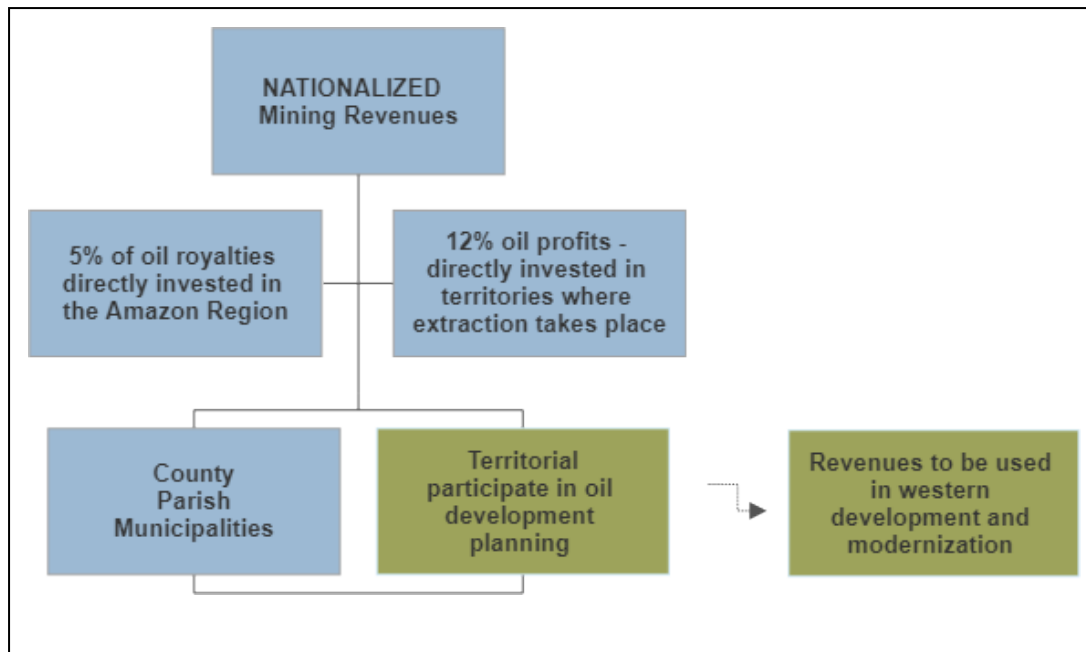 NATIONALIZED
Mining Revenues
5% of oil royalties
directly invested in
the Amazon Region
12% oil profits -
directly invested in
territories where
extraction takes place
County
Parish
Municipalities
Territorial
participate in oil
development
planning
Revenues to be used
in western
development and
modernization